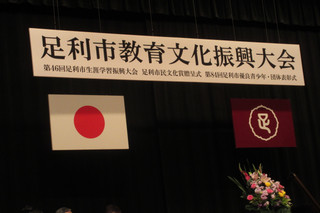 足利市教育文化振興大会
第46回足利市生涯学習振興大会 足利市民文化賞贈呈式 第84回足利市優良青少年・団体表彰式
足